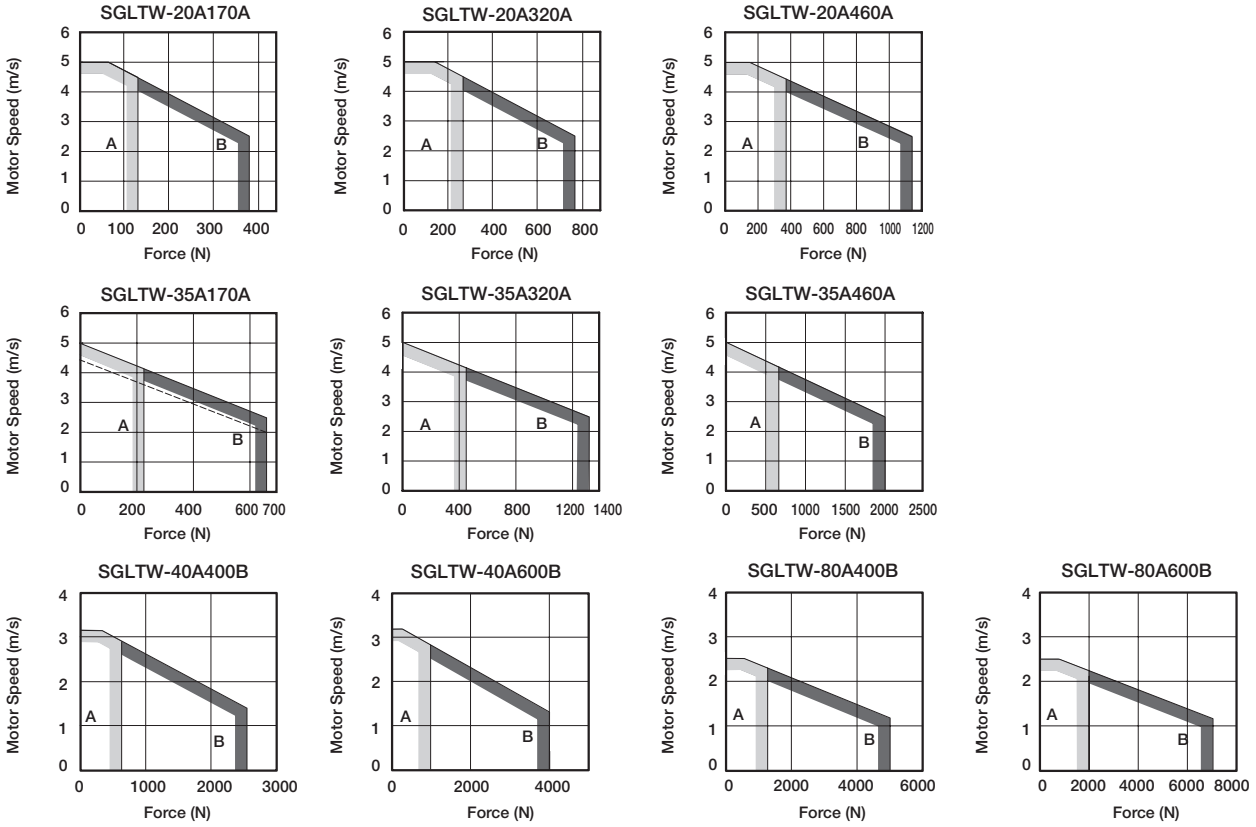 SGLTW-20A170A
Motor Speed (m/s)
6
5
4
3
2
1
0
A
B
0 100 200 300 400
Force (N)
SGLTW-20A320A
Motor Speed (m/s)
6
5
4
3
2
1
0
A
B
0 200 400 600 800
Force (N)
SGLTW-20A460A
Motor Speed (m/s)
6
5
4
3
2
1
0
A
B
0 200 400 600 800 1000 1200
Force (N)
SGLTW-35A170A
Motor Speed (m/s)
6
5
4
3
2
1
0
A
B
0 200 400 600 700
Force (N)
SGLTW-35A320A
Motor Speed (m/s)
6
5
4
3
2
1
0
A
B
0 400 800 1200 1400
Force (N)
SGLTW-35A460A
Motor Speed (m/s)
6
5
4
3
2
1
0
A
B
0 500 1000 1500 2000 2500
Force (N)
SGLTW-40A400B
Motor Speed (m/s)
4
3
2
1
0
A
B
0 1000 2000 3000
Force (N)
SGLTW-40A600B
Motor Speed (m/s)
4
3
2
1
0
A
B
0 2000 4000
Force (N)
SGLTW-80A400B
Motor Speed (m/s)
4
3
2
1
0
A
B
0 2000 4000 6000
Force (N)
SGLTW-80A600B
Motor Speed (m/s)
4
3
2
1
0
A
B
0 2000 4000 6000 8000
Force (N)